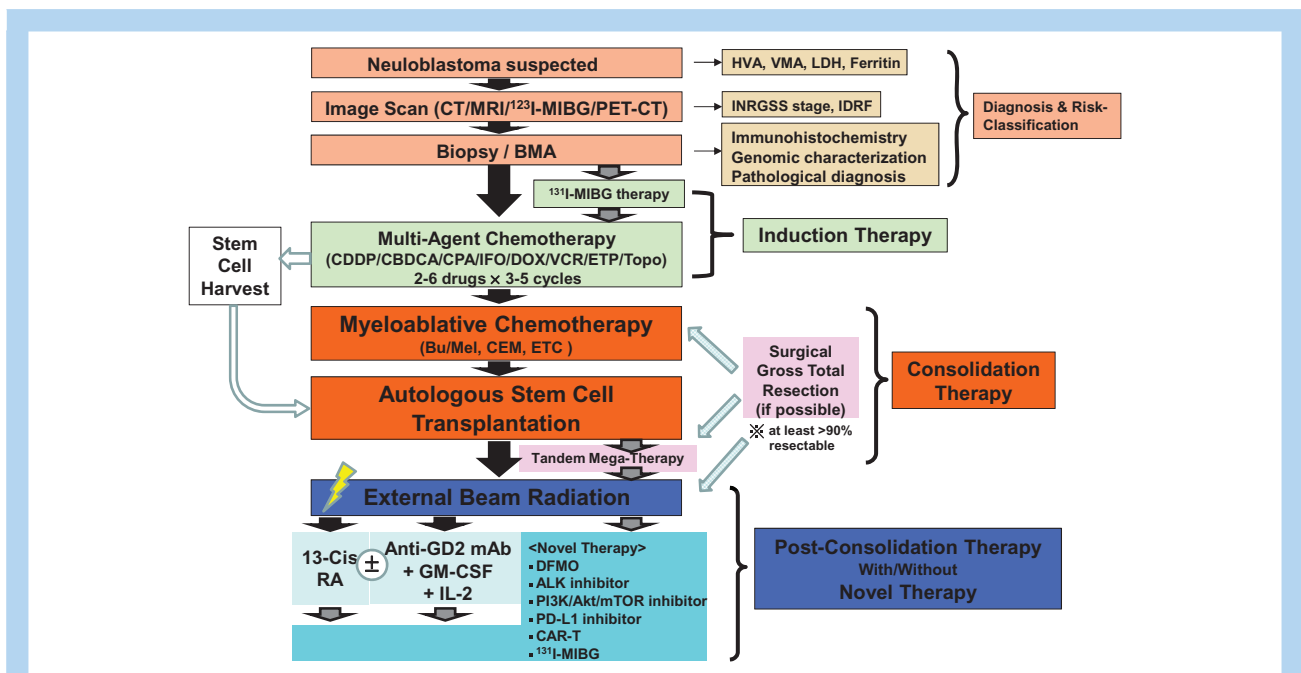 Neuloblastoma suspected
HVA, VMA, LDH, Ferritin
Image Scan (CT/MRI/¹²³I-MIBG/PET-CT)
INRGSS stage, IDRF
Diagnosis & Risk-
Classification
Biopsy / BMA
Immunohistochemistry
Genomic characterization
Pathological diagnosis
¹³¹I-MIBG therapy
Multi-Agent Chemotherapy
(CDDP/CBDCA/CPA/IFO/DOX/VCR/ETP/Topo)
2-6 drugs × 3-5 cycles
Induction Therapy
Stem
Cell
Harvest
Myeloablative Chemotherapy
(Bu/Mel, CEM, ETC )
Surgical
Gross Total
Resection
(if possible)
※ at least >90%
resectable
Consolidation
Therapy
Autologous Stem Cell
Transplantation
Tandem Mega-Therapy
External Beam Radiation
13-Cis
RA
±
Anti-GD2 mAb
+ GM-CSF
+ IL-2
<Novel Therapy>
▪ DFMO
▪ ALK inhibitor
▪ PI3K/Akt/mTOR inhibitor
▪ PD-L1 inhibitor
▪ CAR-T
▪ ¹³¹I-MIBG
Post-Consolidation Therapy
With/Without
Novel Therapy